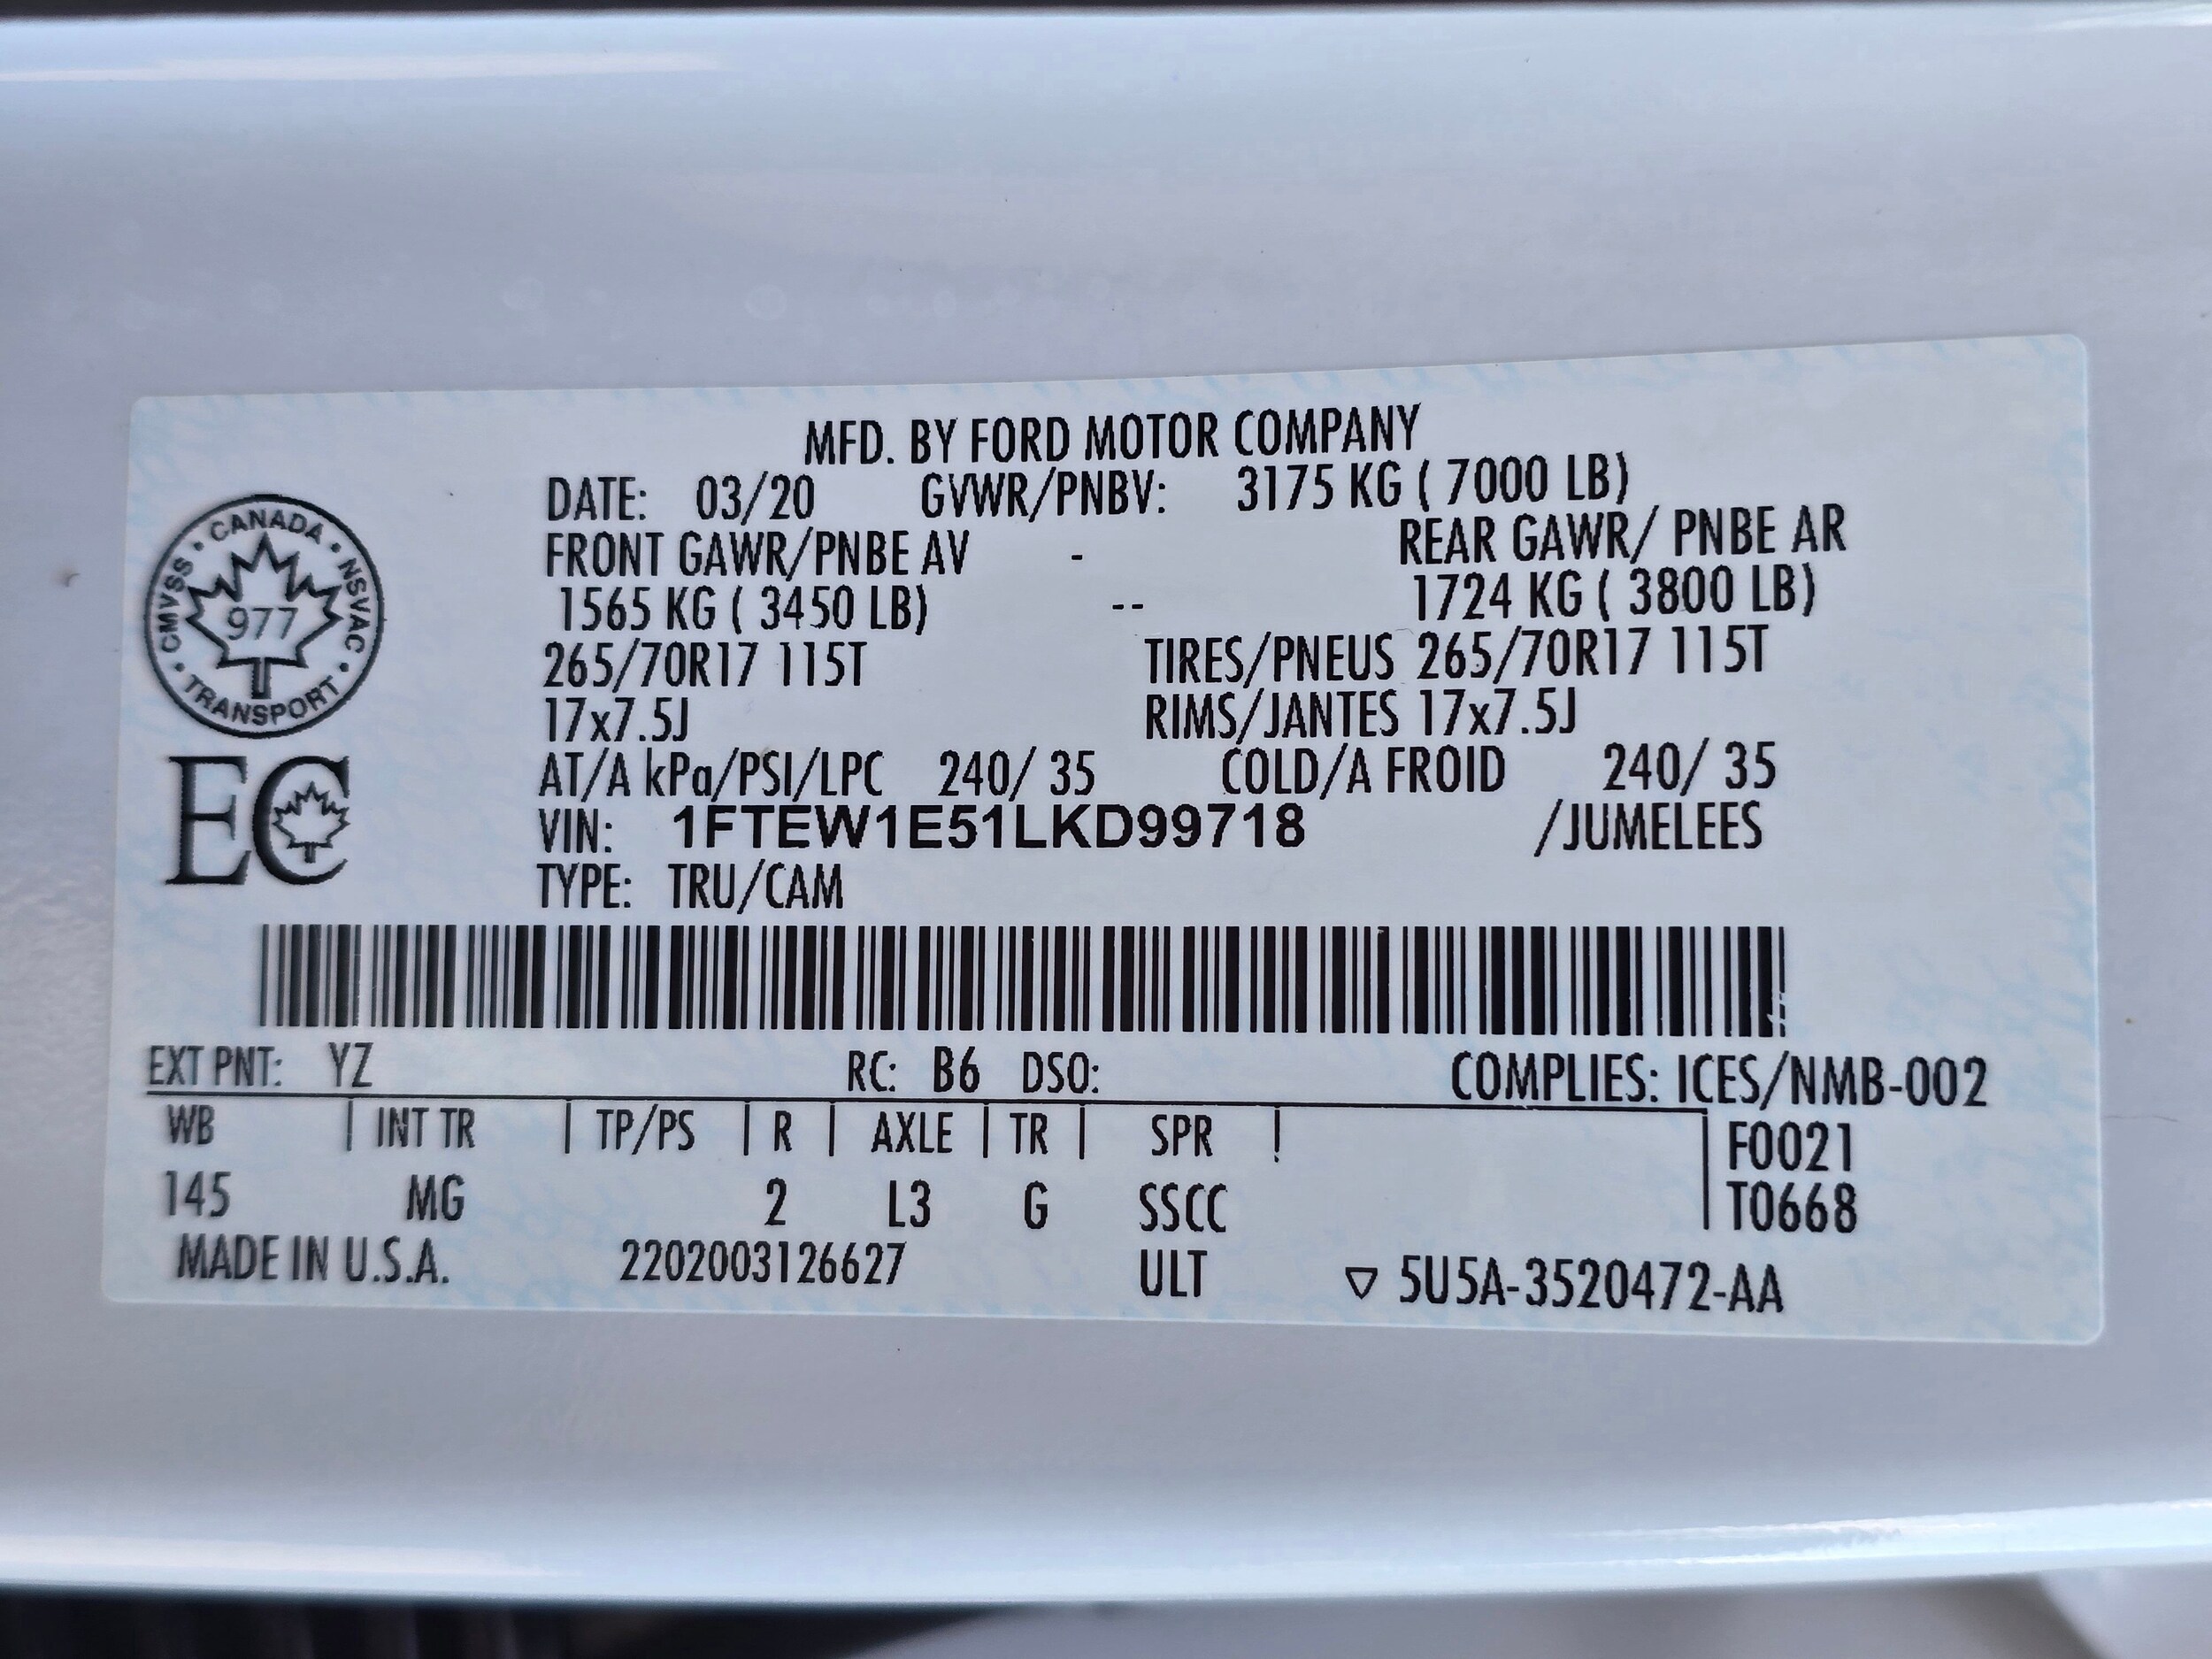 MFD. BY FORD MOTOR COMPANY
DATE: 03/20 GVWR/PNBV: 3175 KG ( 7000 LB)
FRONT GAWR/PNBE AV - REAR GAWR/ PNBE AR
1565 KG ( 3450 LB) -- 1724 KG ( 3800 LB)
265/70R17 115T TIRES/PNEUS 265/70R17 115T
17x7.5J RIMS/JANTES 17x7.5J
AT/A kPa/PSI/LPC 240/ 35 COLD/A FROID 240/ 35
VIN: 1FTEW1E51LKD99718 /JUMELEES
TYPE: TRU/CAM
CANADA • NSVAC • TRANSPORT • CMVSS •
977
EC
EXT PNT: YZ RC: B6 DSO: COMPLIES: ICES/NMB-002
WB | INT TR | TP/PS | R | AXLE | TR | SPR | F0021
145 MG 2 L3 G SSCC T0668
MADE IN U.S.A. 2202003126627 ULT ▽ 5U5A-3520472-AA